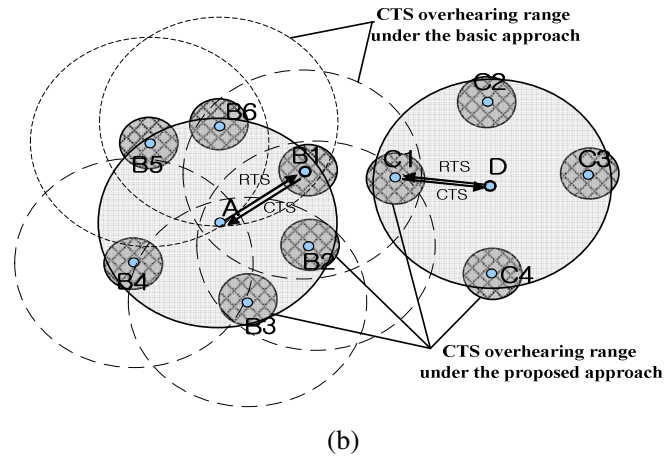 CTS overhearing range
under the basic approach
C2
B6
B5
B1
C1
RTS
D
C3
CTS
RTS
CTS
A
B2
B4
C4
B3
CTS overhearing range
under the proposed approach
(b)